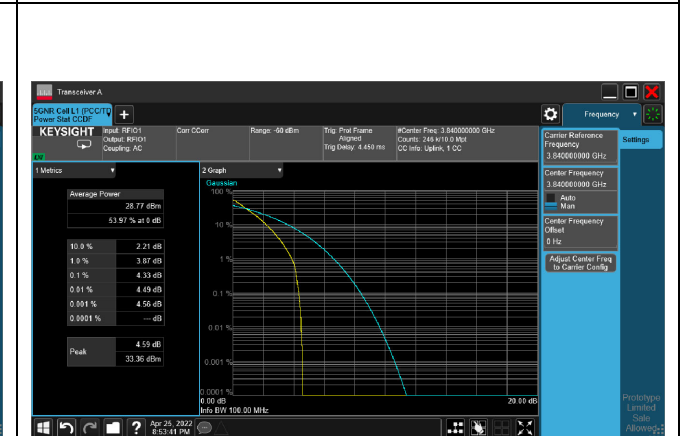 Transceiver A
5GNR Cell L1 (PCC/TD
Power Stat CCDF
Frequency
KEYSIGHT
Input: RFIO1
Output: RFIO1
Coupling: AC
Corr CCorr
Range: -60 dBm
Trig: Prot Frame
Aligned
Trig Delay: 4.450 ms
#Center Freq: 3.840000000 GHz
Counts: 246 k/10.0 Mpt
CC Info: Uplink, 1 CC
Carrier Reference
Frequency
3.840000000 GHz
Settings
Center Frequency
3.840000000 GHz
Auto
Man
Center Frequency
Offset
0 Hz
Adjust Center Freq
to Carrier Config
1 Metrics
2 Graph
Average Power
28.77 dBm
53.97 % at 0 dB
10.0 % 2.21 dB
1.0 % 3.87 dB
0.1 % 4.33 dB
0.01 % 4.49 dB
0.001 % 4.56 dB
0.0001 % --- dB
Peak
4.59 dB
33.36 dBm
Gaussian
100 %
10 %
1 %
0.1 %
0.01 %
0.001 %
0.0001 %
0.00 dB
20.00 dB
Info BW 100.00 MHz
Apr 25, 2022
8:53:41 PM
Prototype
Limited
Sale
Allowed